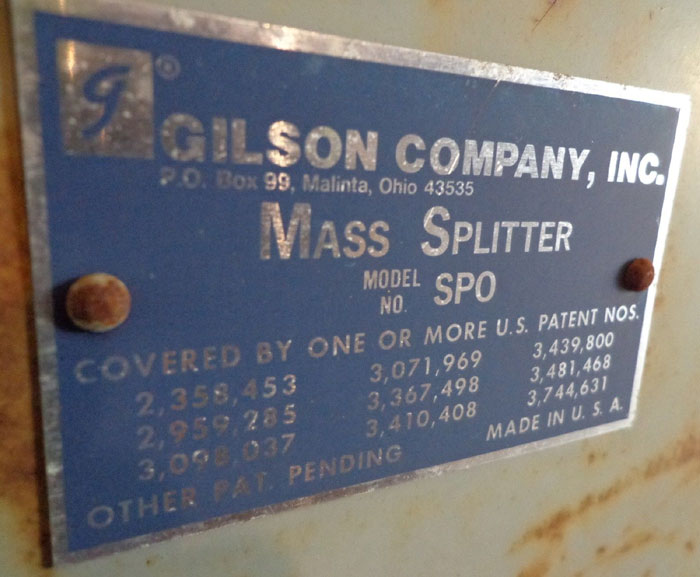 G®
GILSON COMPANY, INC.
P.O. Box 99, Malinta, Ohio 43535
MASS SPLITTER
MODEL NO. SPO
COVERED BY ONE OR MORE U.S. PATENT NOS.
2,358,453 3,071,969 3,439,800
2,959,285 3,367,498 3,481,468
3,098,037 3,410,408 3,744,631
OTHER PAT. PENDING MADE IN U.S.A.